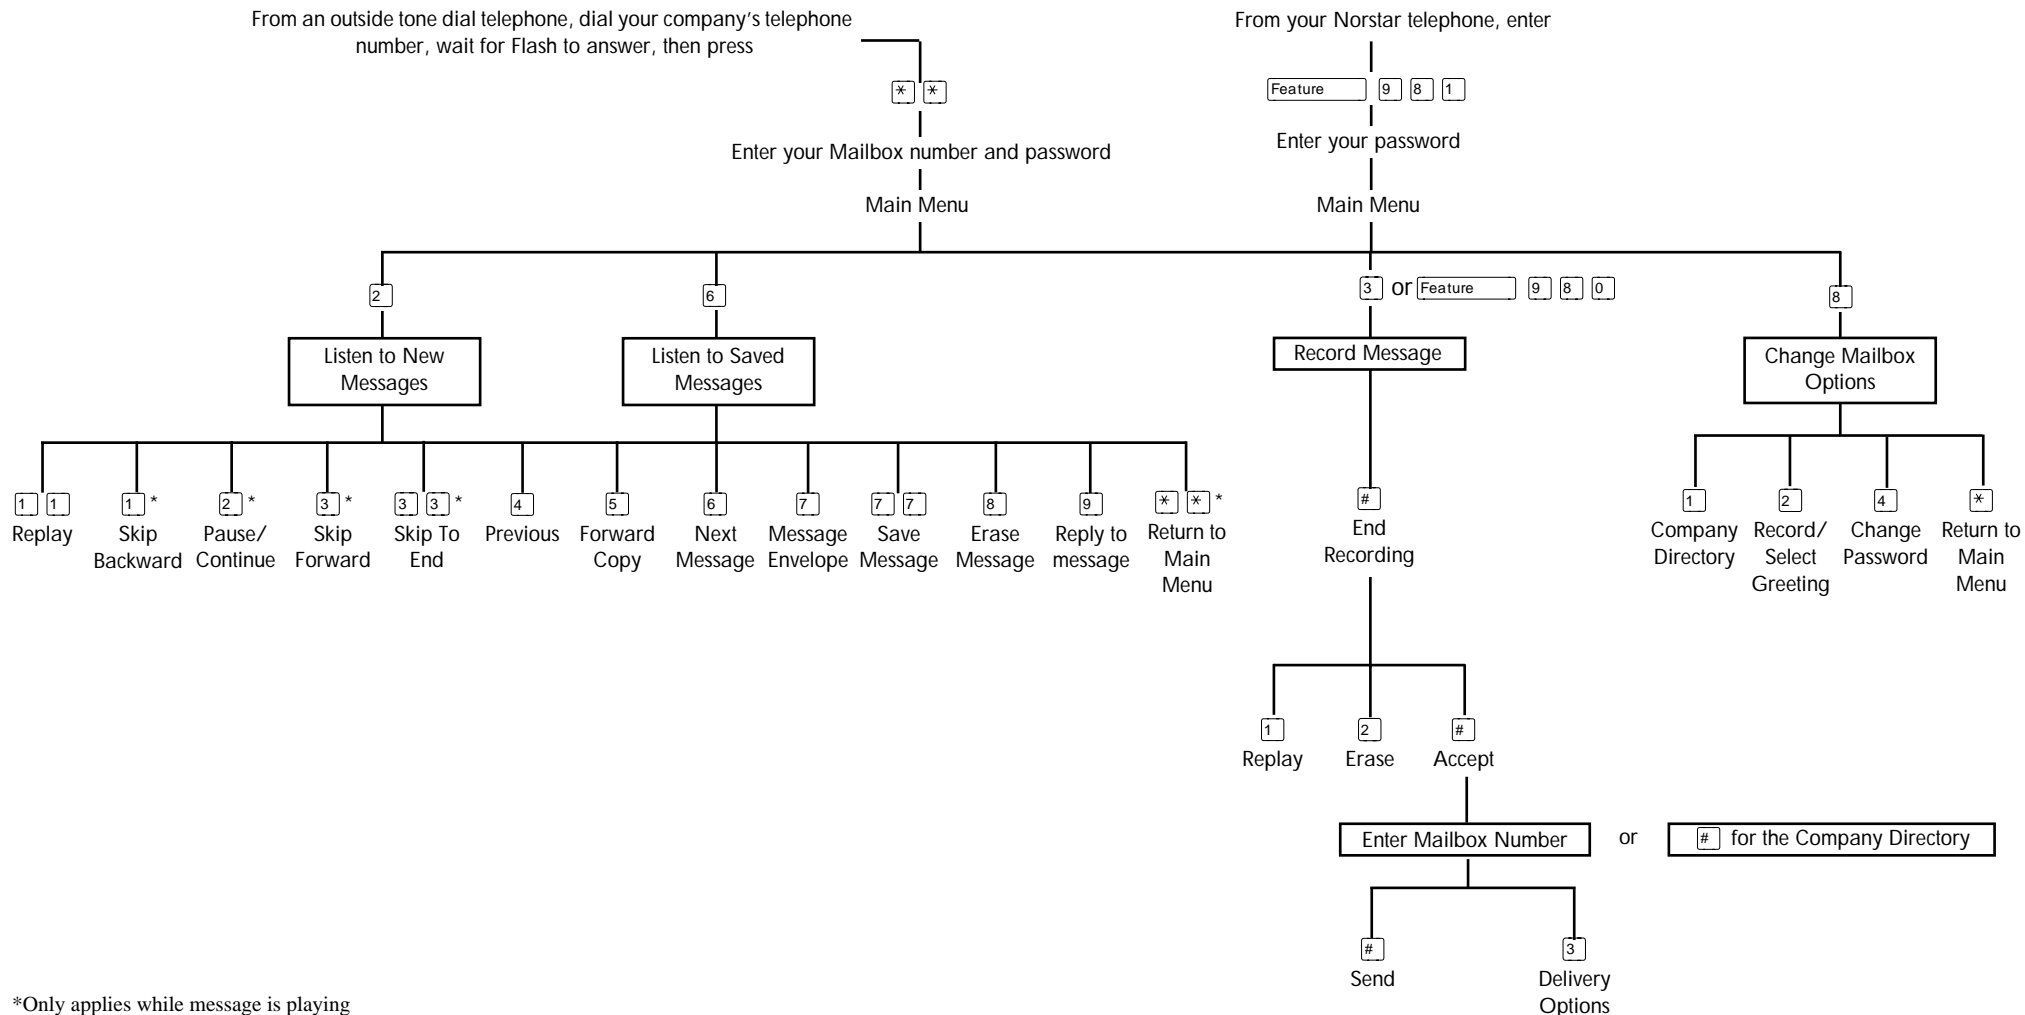 From an outside tone dial telephone, dial your company's telephone
number, wait for Flash to answer, then press
* *
Enter your Mailbox number and password
Main Menu
From your Norstar telephone, enter
Feature 9 8 1
Enter your password
Main Menu
2
Listen to New
Messages
6
Listen to Saved
Messages
3 or Feature 9 8 0
Record Message
8
Change Mailbox
Options
1 1
Replay
1 *
Skip
Backward
2 *
Pause/
Continue
3 *
Skip
Forward
3 3 *
Skip To
End
4
Previous
5
Forward
Copy
6
Next
Message
7
Message
Envelope
7 7
Save
Message
8
Erase
Message
9
Reply to
message
* * *
Return to
Main
Menu
#
End
Recording
1
Replay
2
Erase
#
Accept
Enter Mailbox Number or # for the Company Directory
#
Send
3
Delivery
Options
1
Company
Directory
2
Record/
Select
Greeting
4
Change
Password
*
Return to
Main
Menu
*Only applies while message is playing